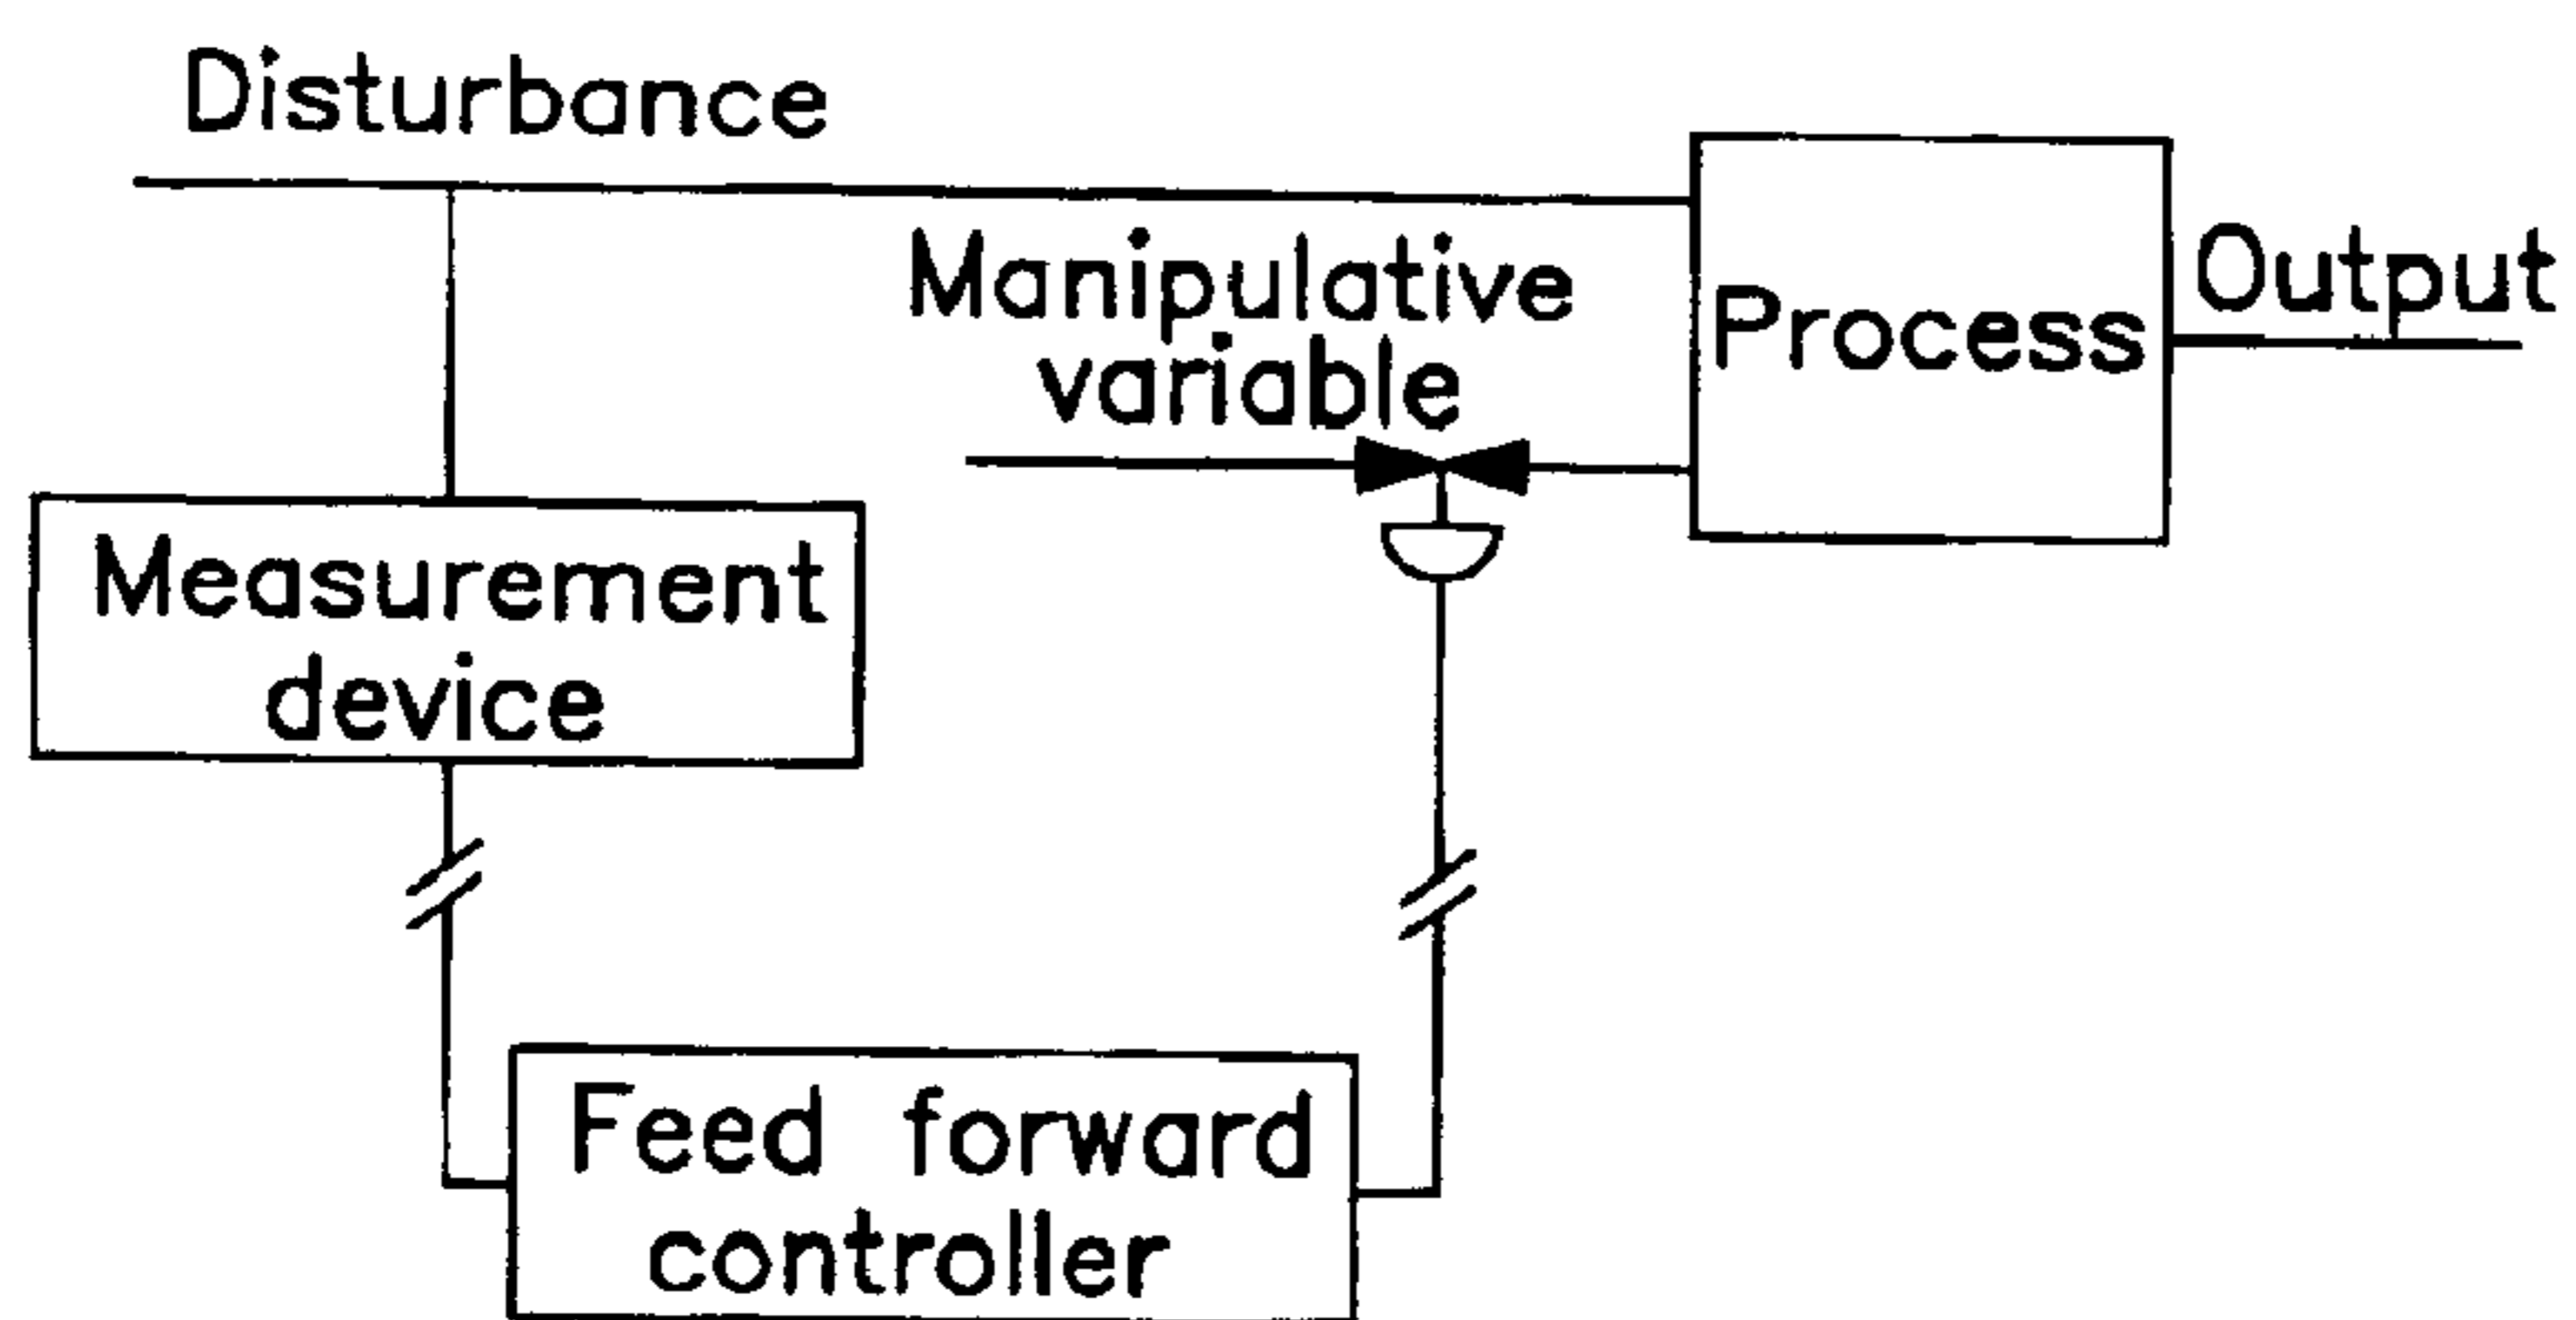 Disturbance
Manipulative
variable
Process
Output
Measurement
device
Feed forward
controller